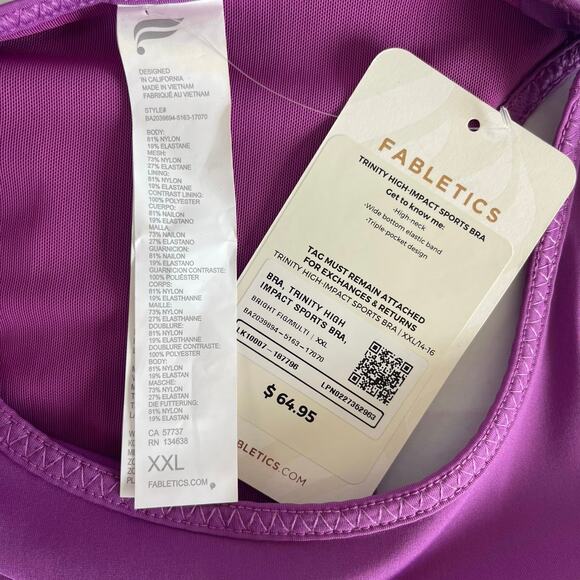 DESIGNED
IN CALIFORNIA
MADE IN VIETNAM
FABRIQUÉ AU VIETNAM
STYLE#
BA2039694-5163-17070
BODY:
81% NYLON
19% ELASTANE
MESH:
73% NYLON
27% ELASTANE
LINING:
81% NYLON
19% ELASTANE
CONTRAST LINING:
100% POLYESTER
CUERPO:
81% NAILON
19% ELASTANO
MALLA:
73% NAILON
27% ELASTANO
GUARNICION:
81% NAILON
19% ELASTANO
GUARNICION CONTRASTE:
100% POLIÉSTER
CORPS:
81% NYLON
19% ELASTHANNE
MAILLE:
73% NYLON
27% ELASTHANNE
DOUBLURE:
81% NYLON
19% ELASTHANNE
DOUBLURE CONTRASTE:
100% POLYESTER
BODY:
81% NYLON
19% ELASTAN
MASCHE:
73% NYLON
27% ELASTAN
DIE FUTTERUNG:
81% NYLON
19% ELASTAN
CA 57737
RN 134638
XXL
FABLETICS.COM
FABLETICS
TRINITY HIGH-IMPACT SPORTS BRA
Get to know me:
-High-neck
-Wide bottom elastic band
-Triple pocket design
TAG MUST REMAIN ATTACHED
FOR EXCHANGES & RETURNS
TRINITY HIGH-IMPACT SPORTS BRA | XXL/14-16
BRA, TRINITY HIGH
IMPACT SPORTS BRA,
BRIGHT FIG/MULTI | XXL
BA2039694-5163-17070
LK10007-197796
LPN0227352963
$ 64.95
BLETICS.COM